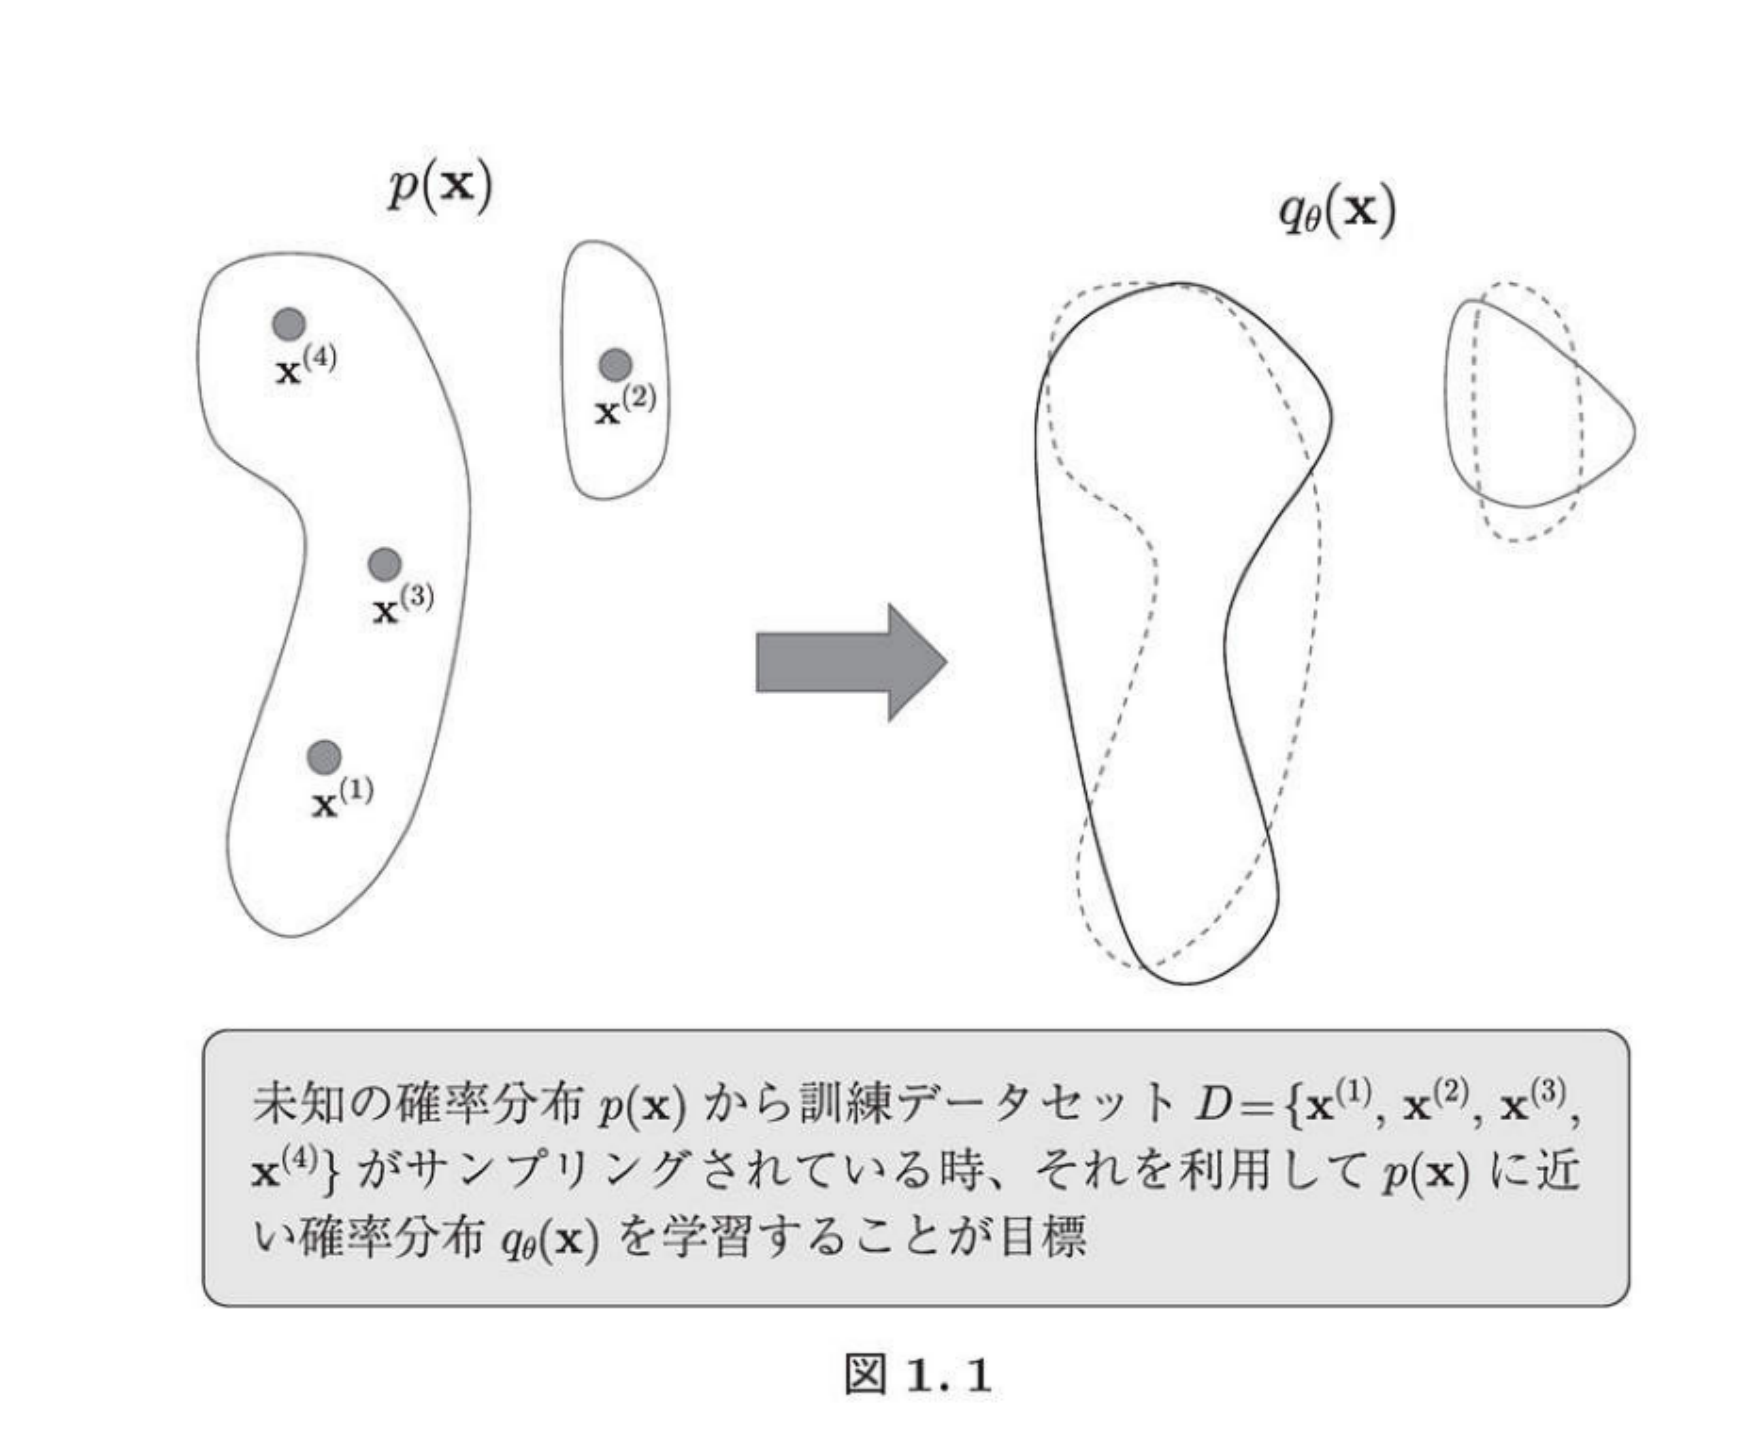 p(x)
qθ(x)
x(4)
x(2)
x(3)
x(1)
未知の確率分布 p(x) から訓練データセット D={x(1), x(2), x(3),
x(4)} がサンプリングされている時、それを利用して p(x) に近
い確率分布 qθ(x) を学習することが目標
図 1.1